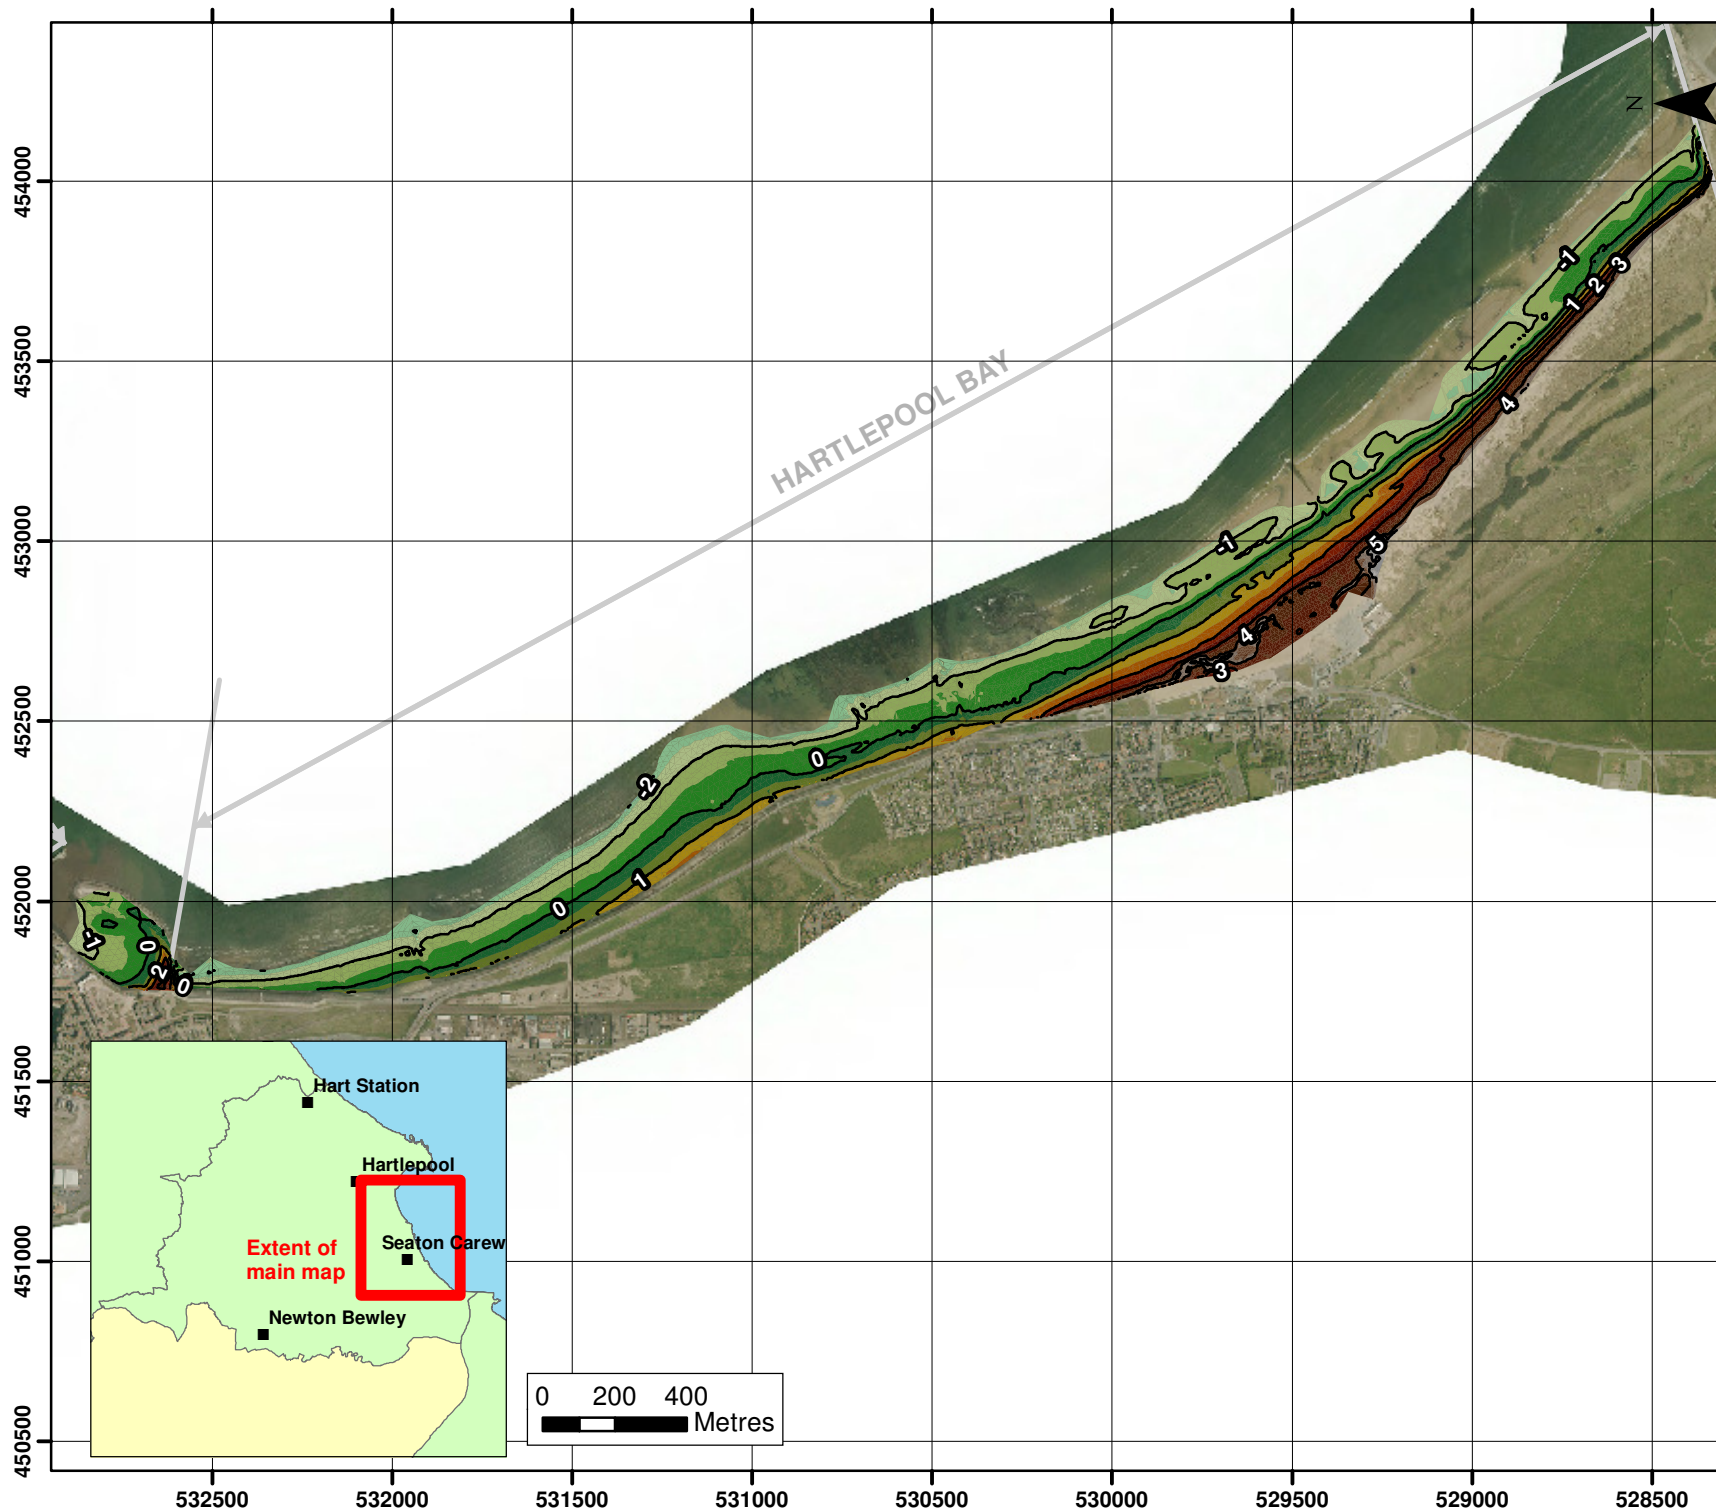 454000
453500
453000
452500
452000
451500
451000
450500
N
HARTLEPOOL BAY
-1
3
2
1
4
-1
5
4
3
0
-2
1
0
-1
0
2
0
Hart Station
Hartlepool
Seaton Carew
Extent of
main map
Newton Bewley
0 200 400
Metres
532500 532000 531500 531000 530500 530000 529500 529000 528500